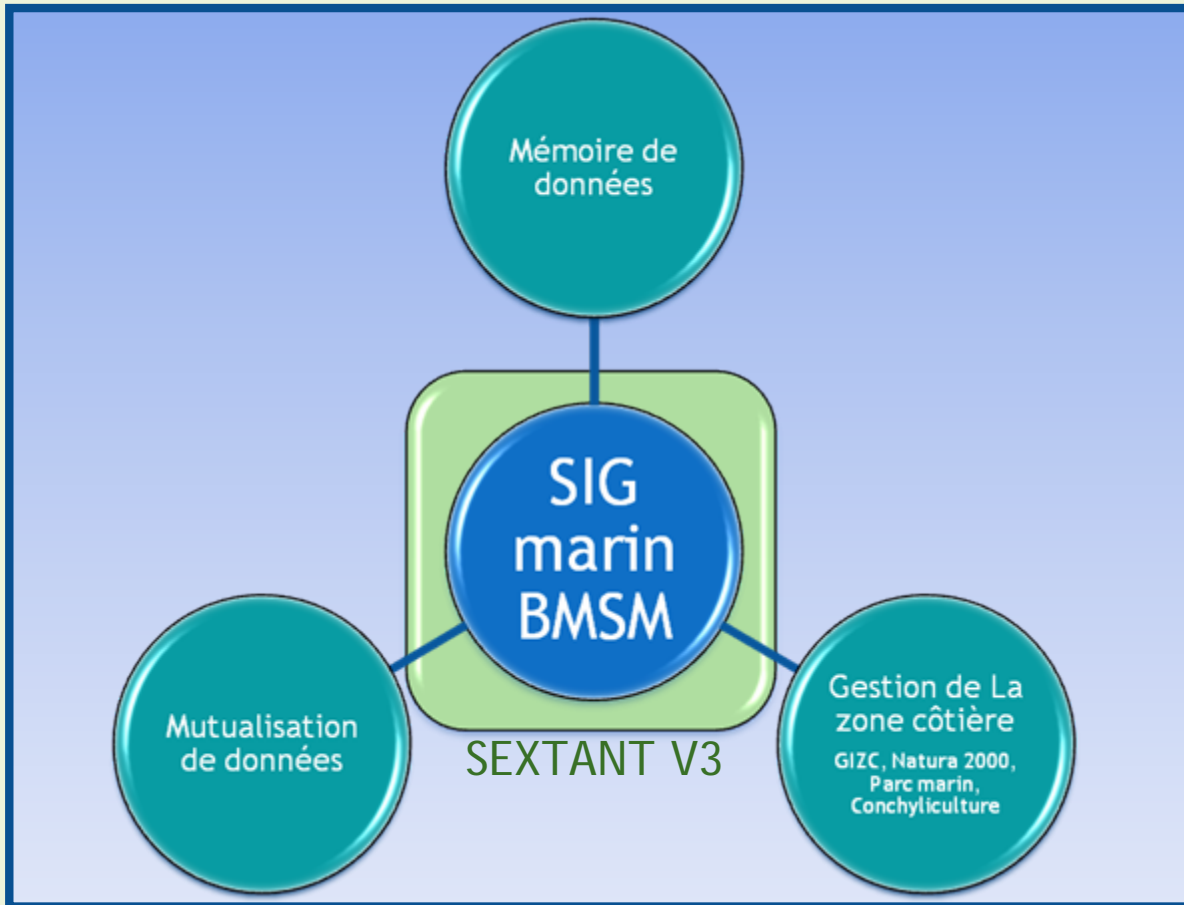 Mémoire de
données
SIG
marin
BMSM
SEXTANT V3
Mutualisation
de données
Gestion de La
zone côtière
GIZC, Natura 2000,
Parc marin,
Conchyliculture